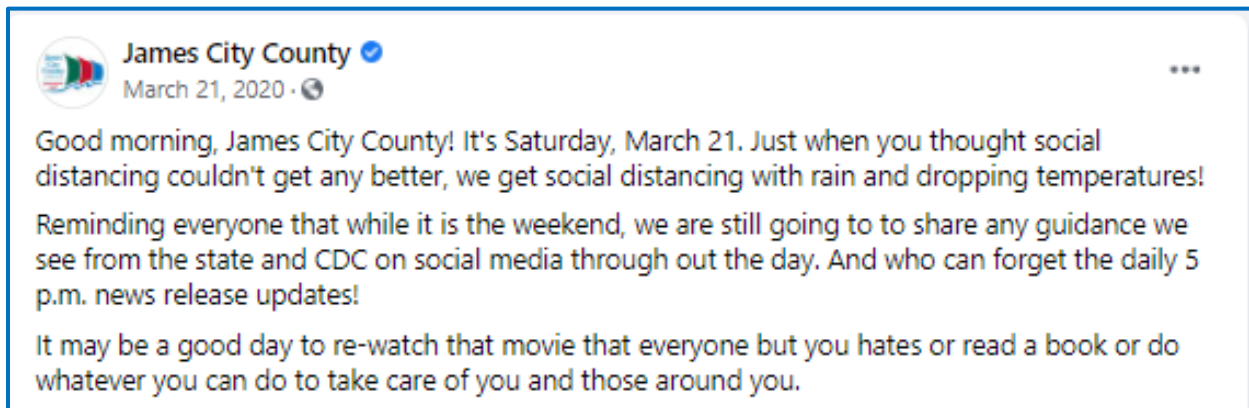 James City County
March 21, 2020 ·
Good morning, James City County! It's Saturday, March 21. Just when you thought social
distancing couldn't get any better, we get social distancing with rain and dropping temperatures!
Reminding everyone that while it is the weekend, we are still going to to share any guidance we
see from the state and CDC on social media through out the day. And who can forget the daily 5
p.m. news release updates!
It may be a good day to re-watch that movie that everyone but you hates or read a book or do
whatever you can do to take care of you and those around you.